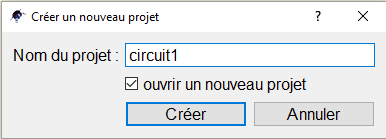 Créer un nouveau projet
Nom du projet : circuit1
ouvrir un nouveau projet
Créer Annuler